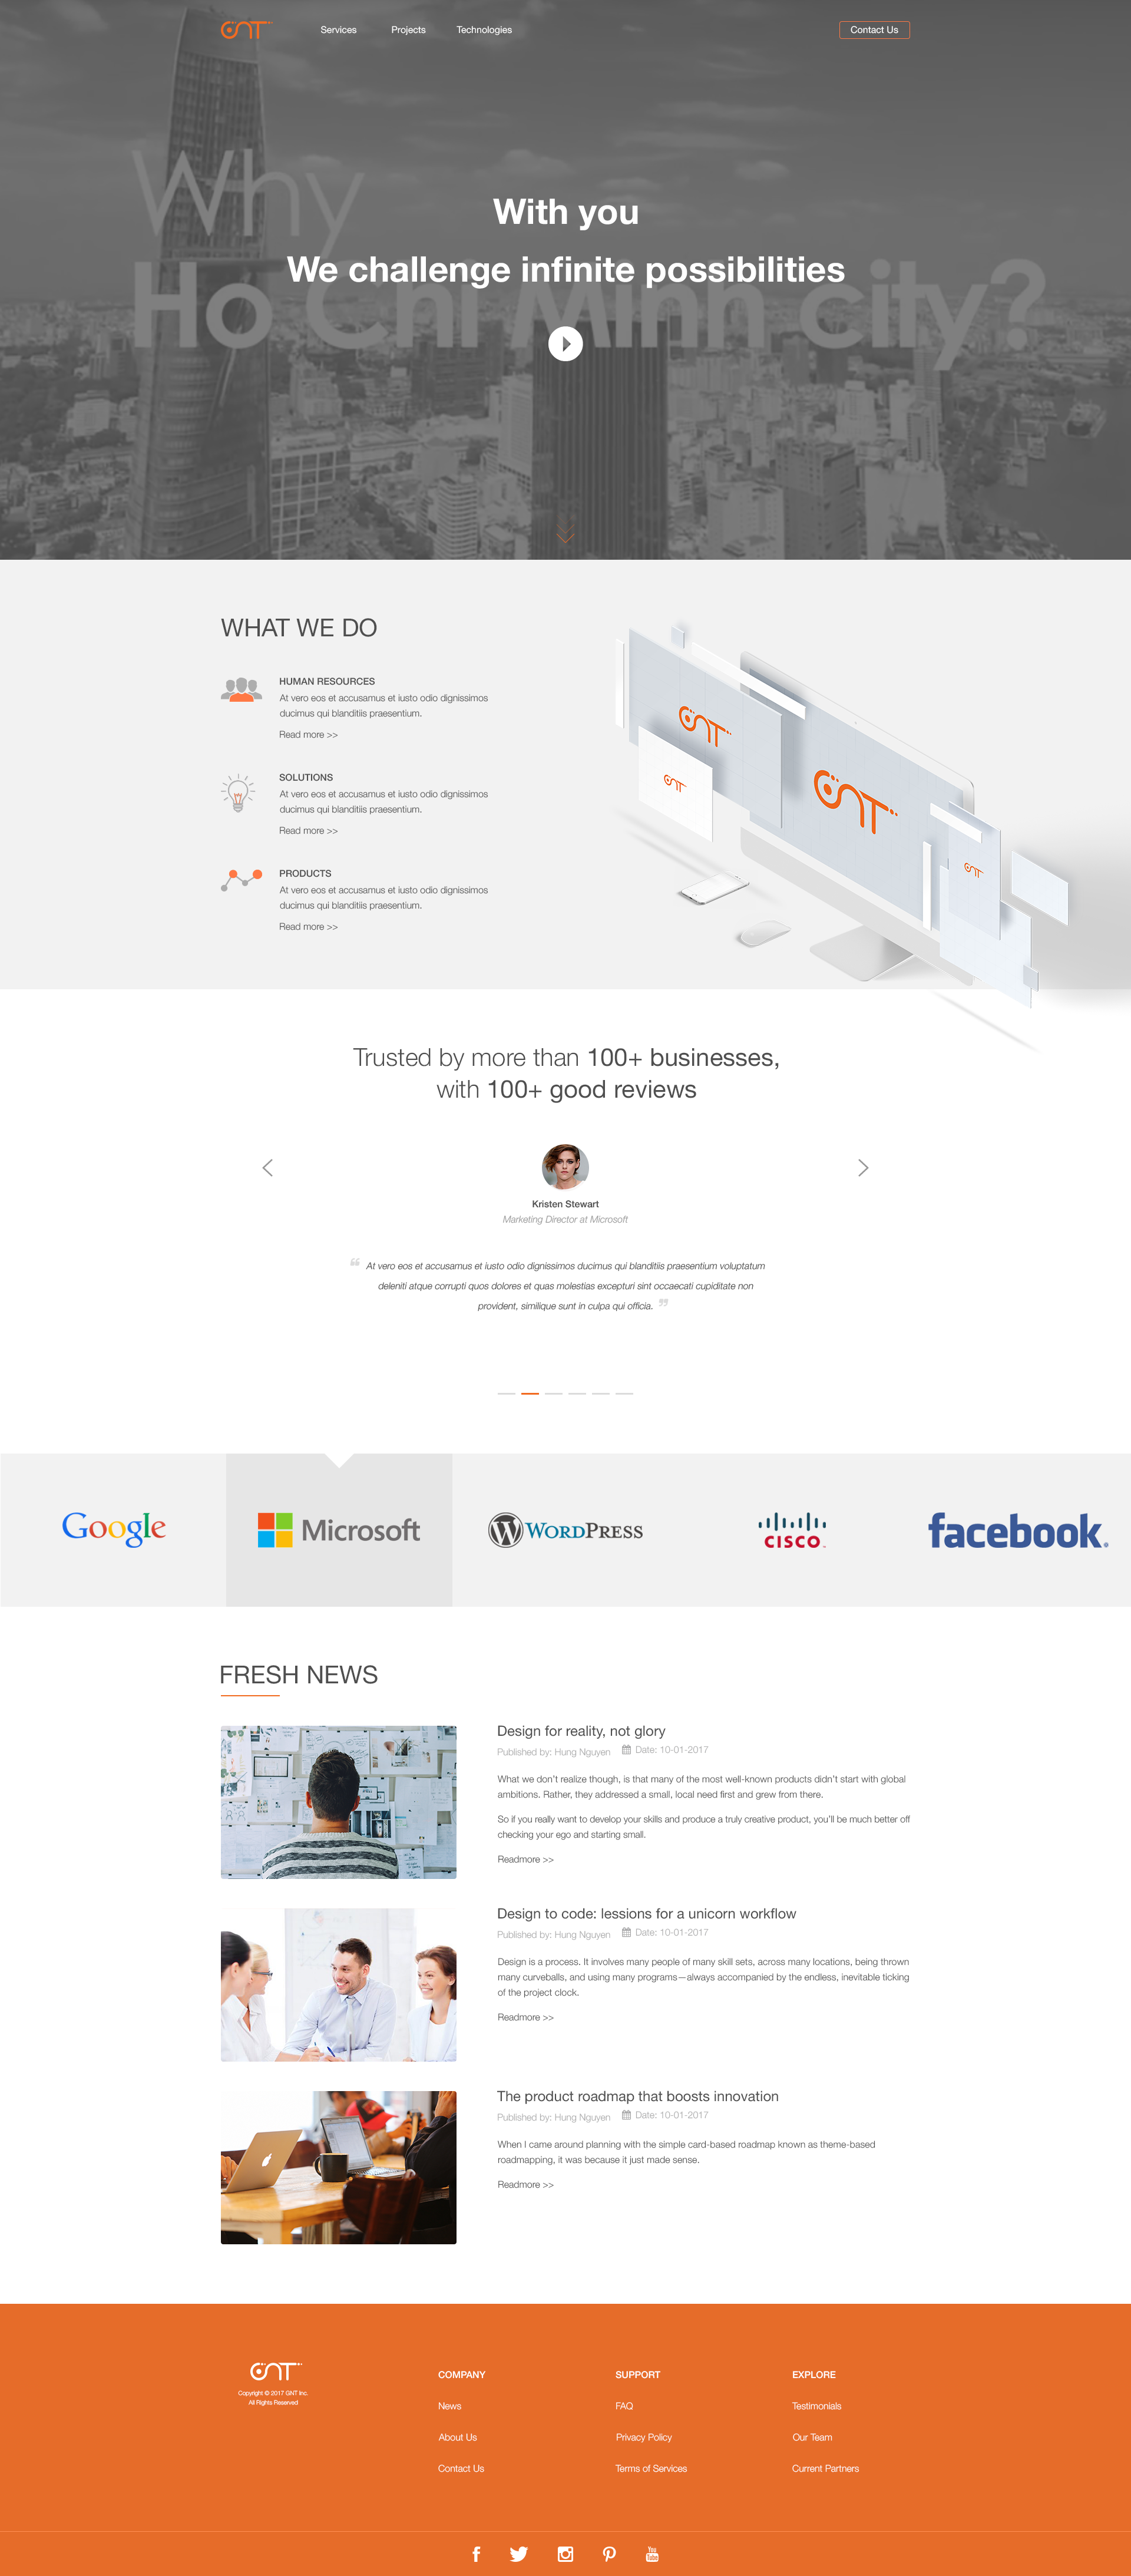 GNT
Services
Projects
Technologies
Contact Us
Why
Ho Chi Minh city?
With you
We challenge infinite possibilities
WHAT WE DO
HUMAN RESOURCES
At vero eos et accusamus et iusto odio dignissimos
ducimus qui blanditiis praesentium.
Read more >>
SOLUTIONS
At vero eos et accusamus et iusto odio dignissimos
ducimus qui blanditiis praesentium.
Read more >>
PRODUCTS
At vero eos et accusamus et iusto odio dignissimos
ducimus qui blanditiis praesentium.
Read more >>
GNT
GNT
GNT
GNT
Trusted by more than 100+ businesses,
with 100+ good reviews
Kristen Stewart
Marketing Director at Microsoft
“ At vero eos et accusamus et iusto odio dignissimos ducimus qui blanditiis praesentium voluptatum
deleniti atque corrupti quos dolores et quas molestias excepturi sint occaecati cupiditate non
provident, similique sunt in culpa qui officia. ”
Google
Microsoft
WORDPRESS
CISCO
facebook®
FRESH NEWS
Design for reality, not glory
Published by: Hung Nguyen Date: 10-01-2017
What we don’t realize though, is that many of the most well-known products didn’t start with global
ambitions. Rather, they addressed a small, local need first and grew from there.
So if you really want to develop your skills and produce a truly creative product, you’ll be much better off
checking your ego and starting small.
Readmore >>
Design to code: lessions for a unicorn workflow
Published by: Hung Nguyen Date: 10-01-2017
Design is a process. It involves many people of many skill sets, across many locations, being thrown
many curveballs, and using many programs—always accompanied by the endless, inevitable ticking
of the project clock.
Readmore >>
The product roadmap that boosts innovation
Published by: Hung Nguyen Date: 10-01-2017
When I came around planning with the simple card-based roadmap known as theme-based
roadmapping, it was because it just made sense.
Readmore >>
GNT
Copyright © 2017 GNT Inc.
All Rights Reserved
COMPANY
News
About Us
Contact Us
SUPPORT
FAQ
Privacy Policy
Terms of Services
EXPLORE
Testimonials
Our Team
Current Partners
You
Tube